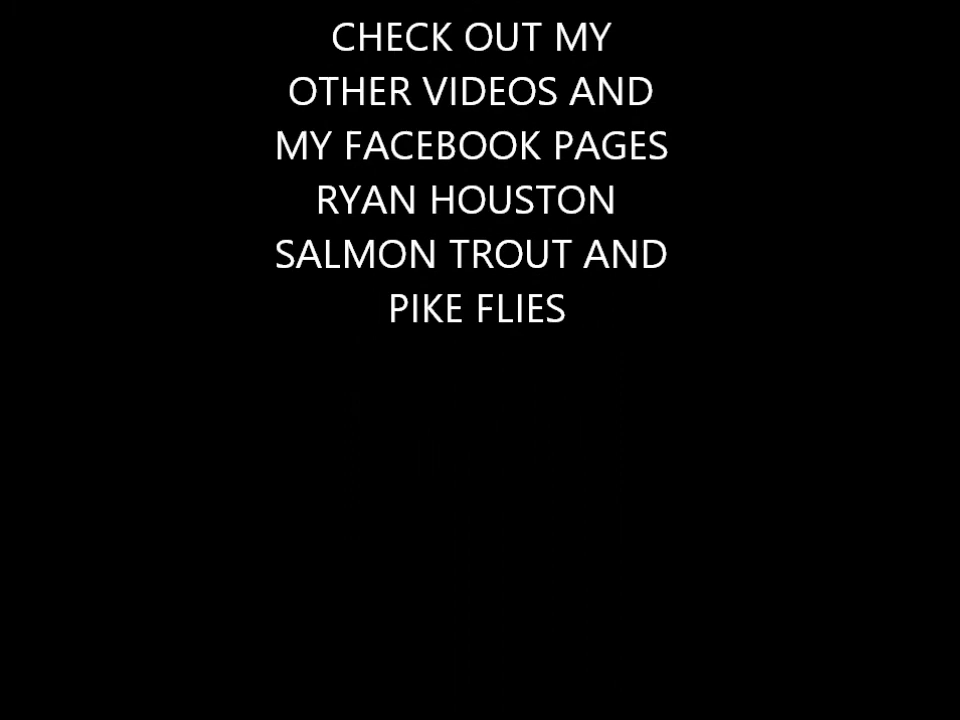 CHECK OUT MY
OTHER VIDEOS AND
MY FACEBOOK PAGES
RYAN HOUSTON
SALMON TROUT AND
PIKE FLIES